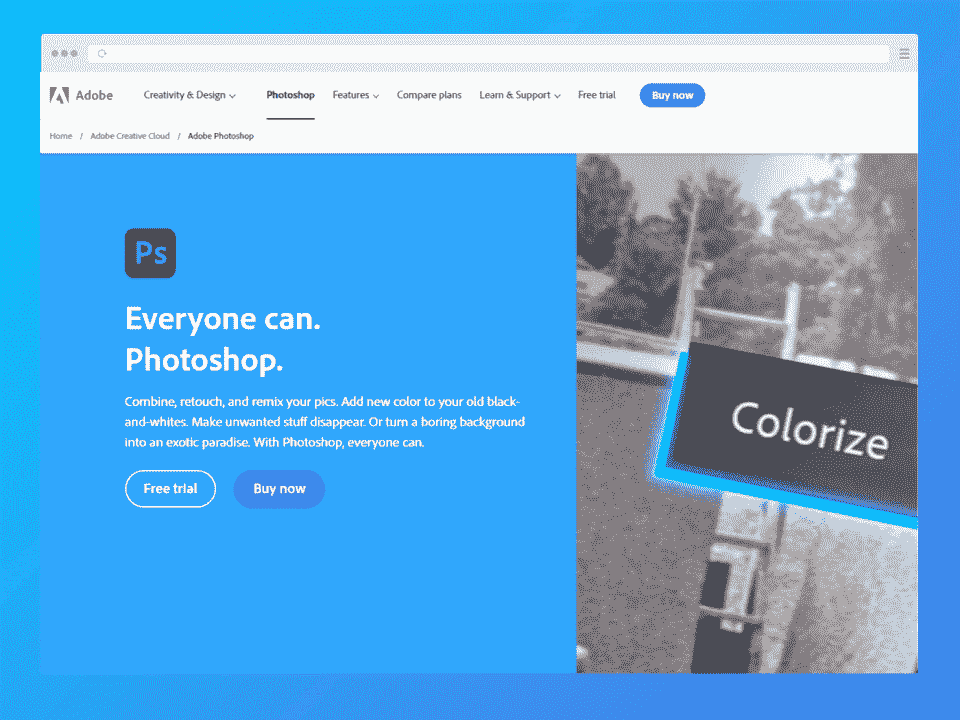 Adobe
Creativity & Design
Photoshop
Features
Compare plans
Learn & Support
Free trial
Buy now
Home / Adobe Creative Cloud / Adobe Photoshop
Ps
Everyone can.
Photoshop.
Combine, retouch, and remix your pics. Add new color to your old black-
and-whites. Make unwanted stuff disappear. Or turn a boring background
into an exotic paradise. With Photoshop, everyone can.
Free trial
Buy now
Colorize